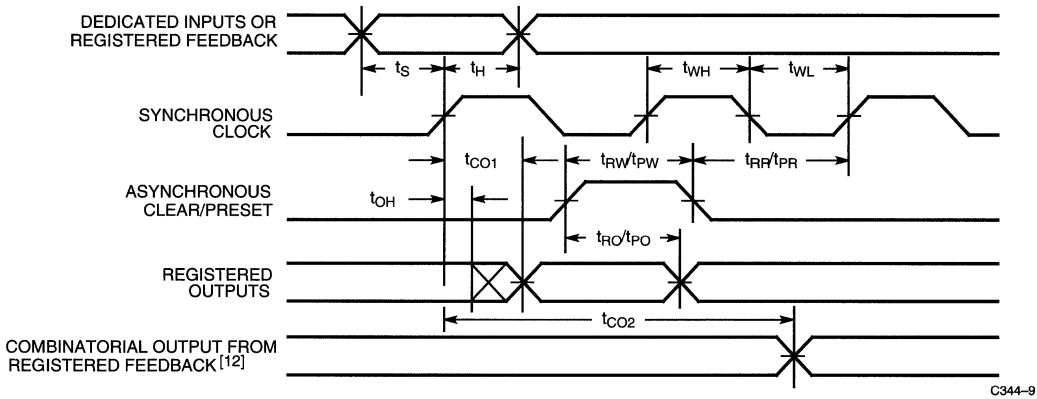 DEDICATED INPUTS OR
REGISTERED FEEDBACK
tS
tH
tWH
tWL
SYNCHRONOUS
CLOCK
tCO1
tRW/tPW
tRR/tPR
ASYNCHRONOUS
CLEAR/PRESET
tOH
tRO/tPO
REGISTERED
OUTPUTS
tCO2
COMBINATORIAL OUTPUT FROM
REGISTERED FEEDBACK[12]
C344–9